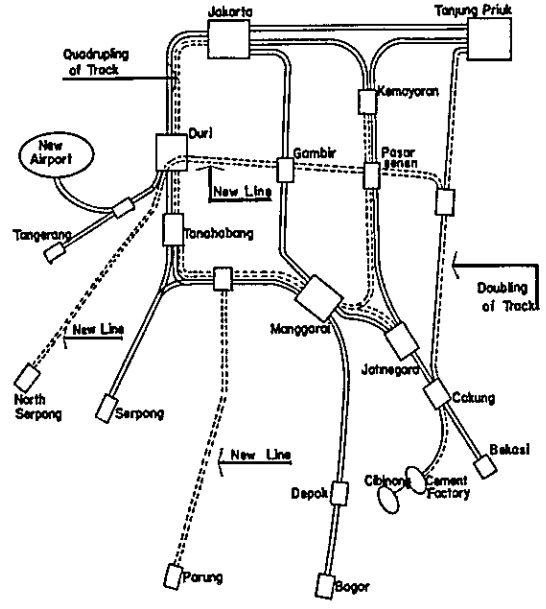 Jakarta
Tanjung Priuk
Quadrupling
of Track
Kemayoran
Duri
New
Airport
Gambir
Pasar
senen
New Line
Tangerang
Tanahabang
Doubling
of Track
Manggarai
New Line
Jatinegara
Cakung
North
Serpong
Serpong
New Line
Bekasi
Depok
Cibinong
Cement
Factory
Parung
Bogor